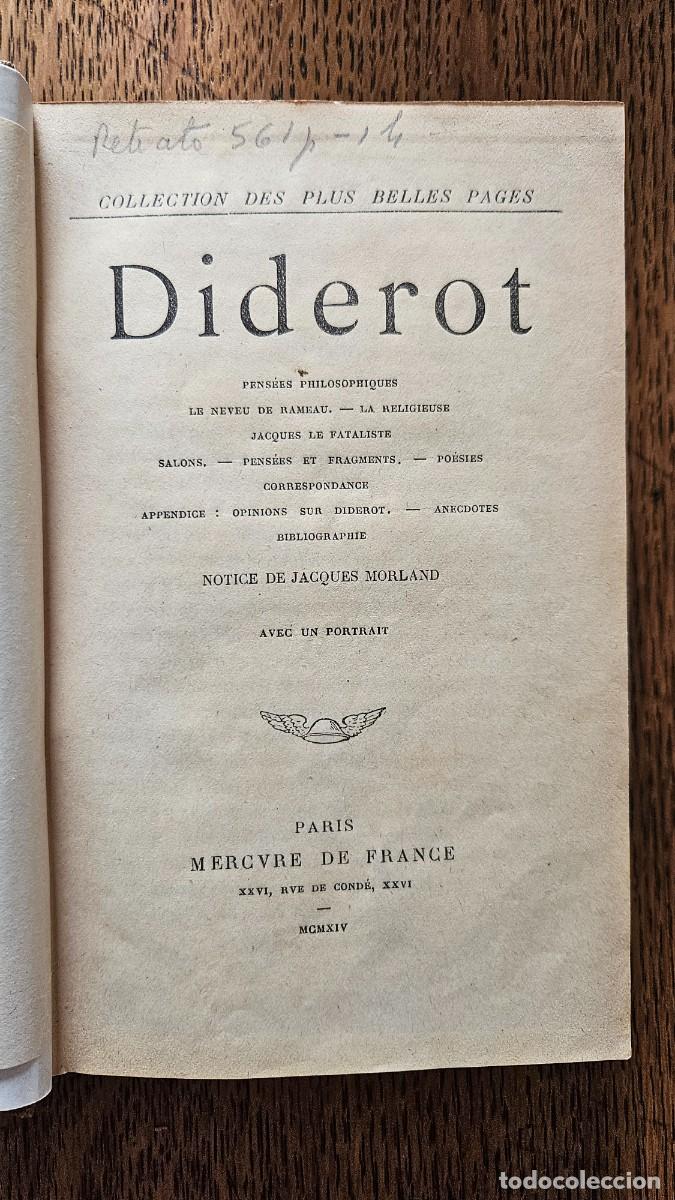 Retrato 561p - 1 h
COLLECTION DES PLUS BELLES PAGES
Diderot
PENSÉES PHILOSOPHIQUES
LE NEVEU DE RAMEAU. — LA RELIGIEUSE
JACQUES LE FATALISTE
SALONS. — PENSÉES ET FRAGMENTS. — POÉSIES
CORRESPONDANCE
APPENDICE : OPINIONS SUR DIDEROT. — ANECDOTES
BIBLIOGRAPHIE
NOTICE DE JACQUES MORLAND
AVEC UN PORTRAIT
PARIS
MERCVRE DE FRANCE
XXVI, RVE DE CONDÉ, XXVI
—
MCMXIV
todocoleccion